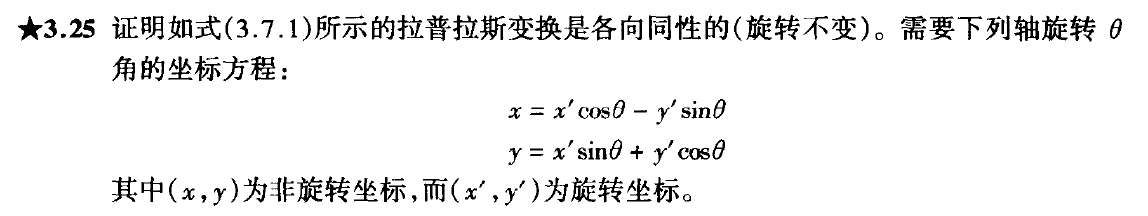 ★3.25 证明如式(3.7.1)所示的拉普拉斯变换是各向同性的(旋转不变)。需要下列轴旋转 θ
角的坐标方程：
x = x′cosθ − y′sinθ
y = x′sinθ + y′cosθ
其中(x,y)为非旋转坐标,而(x′,y′)为旋转坐标。